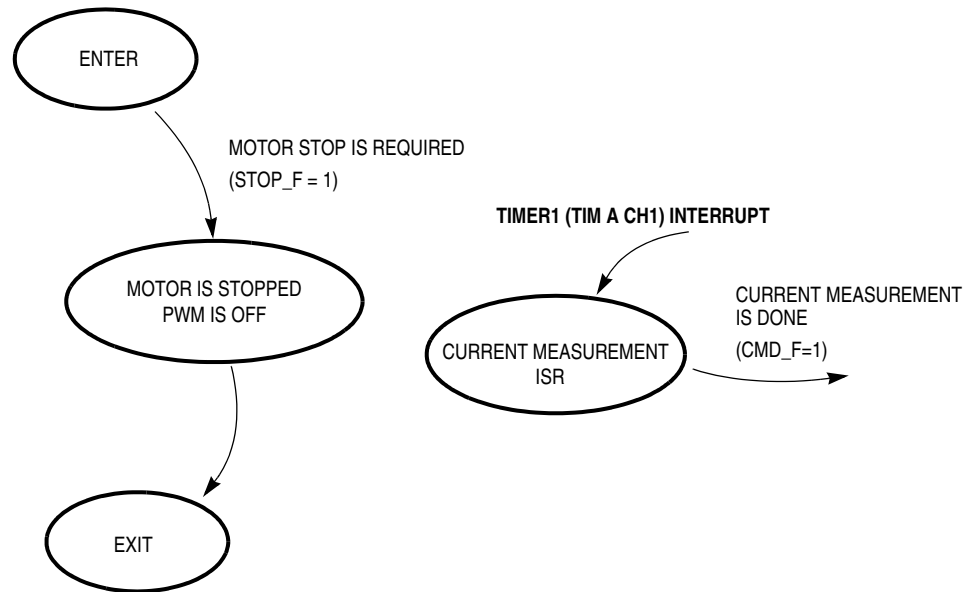 ENTER
MOTOR STOP IS REQUIRED
(STOP_F = 1)
MOTOR IS STOPPED
PWM IS OFF
EXIT
TIMER1 (TIM A CH1) INTERRUPT
CURRENT MEASUREMENT
ISR
CURRENT MEASUREMENT
IS DONE
(CMD_F=1)